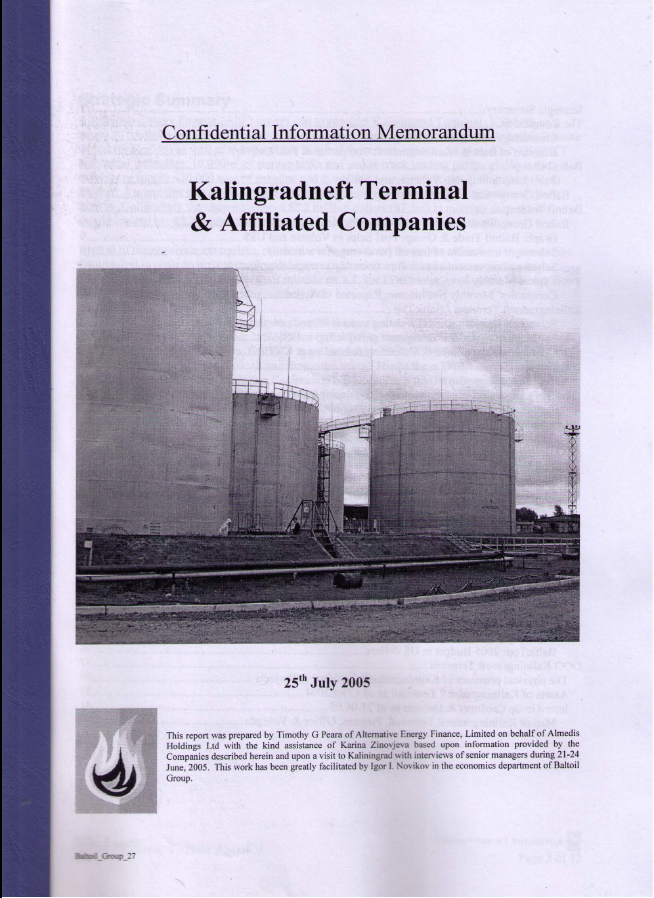 Confidential Information Memorandum
Kalingradneft Terminal
& Affiliated Companies
25th July 2005
This report was prepared by Timothy G Peara of Alternative Energy Finance, Limited on behalf of Almedis
Holdings Ltd with the kind assistance of Karina Zinovjeva based upon information provided by the
Companies described herein and upon a visit to Kaliningrad with interviews of senior managers during 21-24
June, 2005. This work has been greatly facilitated by Igor I. Novikov in the economics department of Baltoil
Group.
Baltoil_Group_27